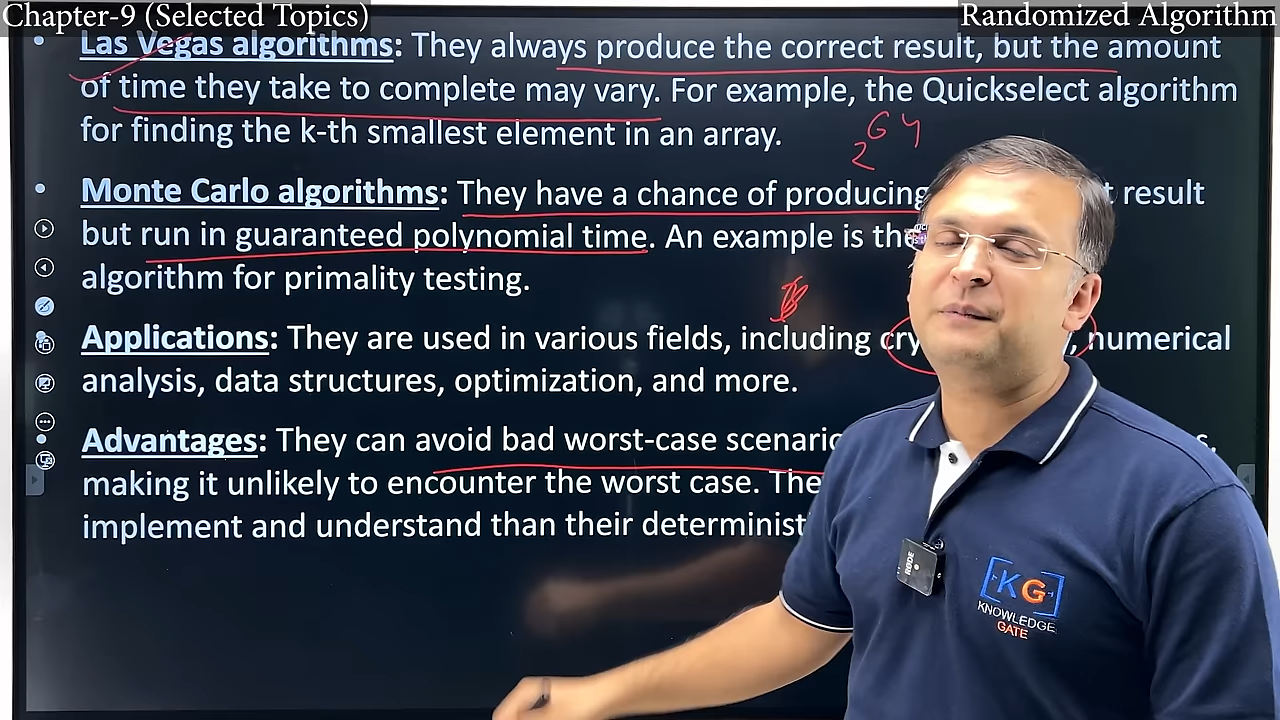 Chapter-9 (Selected Topics)
Randomized Algorithm
• Las Vegas algorithms: They always produce the correct result, but the amount
of time they take to complete may vary. For example, the Quickselect algorithm
for finding the k-th smallest element in an array.
2^64
• Monte Carlo algorithms: They have a chance of producing result
but run in guaranteed polynomial time. An example is the
algorithm for primality testing.
Applications: They are used in various fields, including numerical
analysis, data structures, optimization, and more.
Advantages: They can avoid bad worst-case
making it unlikely to encounter the worst case.
implement and understand than their
RØDE
KG
KNOWLEDGE
GATE